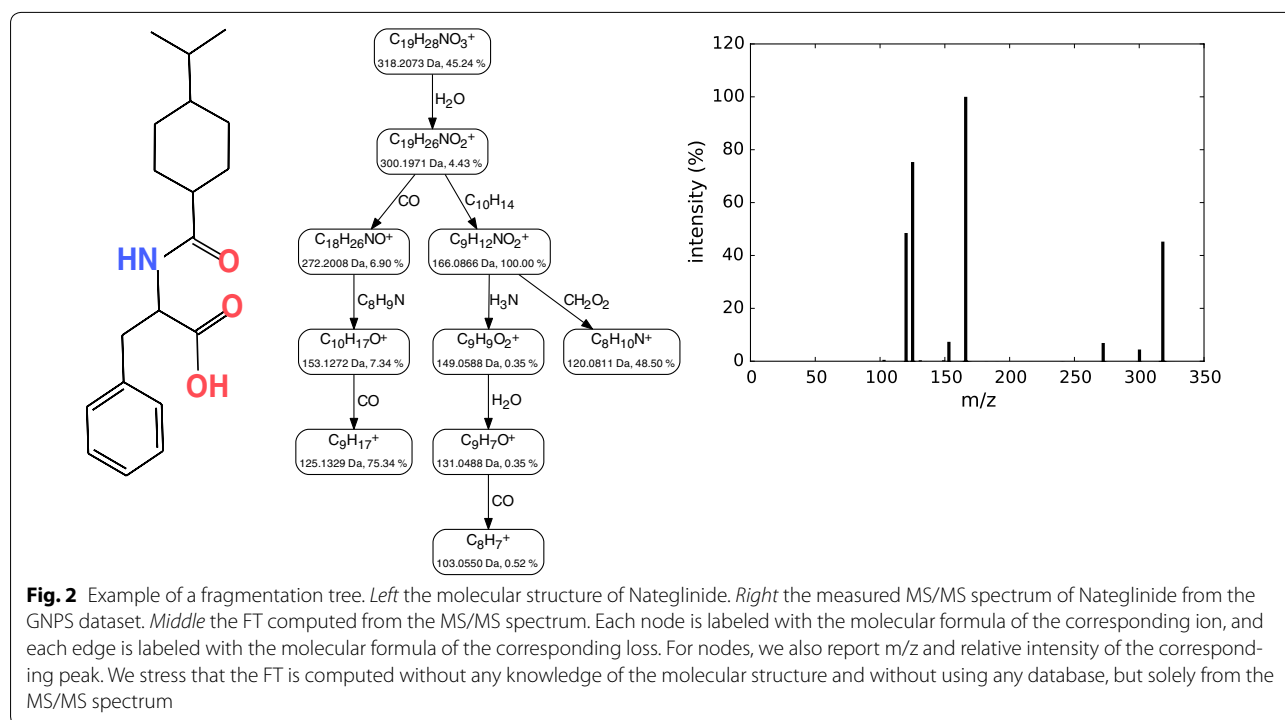 HN
O
O
OH
C19H28NO3+
318.2073 Da, 45.24 %
H2O
C19H26NO2+
300.1971 Da, 4.43 %
CO
C10H14
C18H26NO+
272.2008 Da, 6.90 %
C9H12NO2+
166.0866 Da, 100.00 %
C8H9N
H3N
CH2O2
C10H17O+
153.1272 Da, 7.34 %
C9H9O2+
149.0588 Da, 0.35 %
C8H10N+
120.0811 Da, 48.50 %
CO
H2O
C9H17+
125.1329 Da, 75.34 %
C9H7O+
131.0488 Da, 0.35 %
CO
C8H7+
103.0550 Da, 0.52 %
intensity (%)
120
100
80
60
40
20
0
0 50 100 150 200 250 300 350
m/z
Fig. 2 Example of a fragmentation tree. Left the molecular structure of Nateglinide. Right the measured MS/MS spectrum of Nateglinide from the
GNPS dataset. Middle the FT computed from the MS/MS spectrum. Each node is labeled with the molecular formula of the corresponding ion, and
each edge is labeled with the molecular formula of the corresponding loss. For nodes, we also report m/z and relative intensity of the correspond-
ing peak. We stress that the FT is computed without any knowledge of the molecular structure and without using any database, but solely from the
MS/MS spectrum